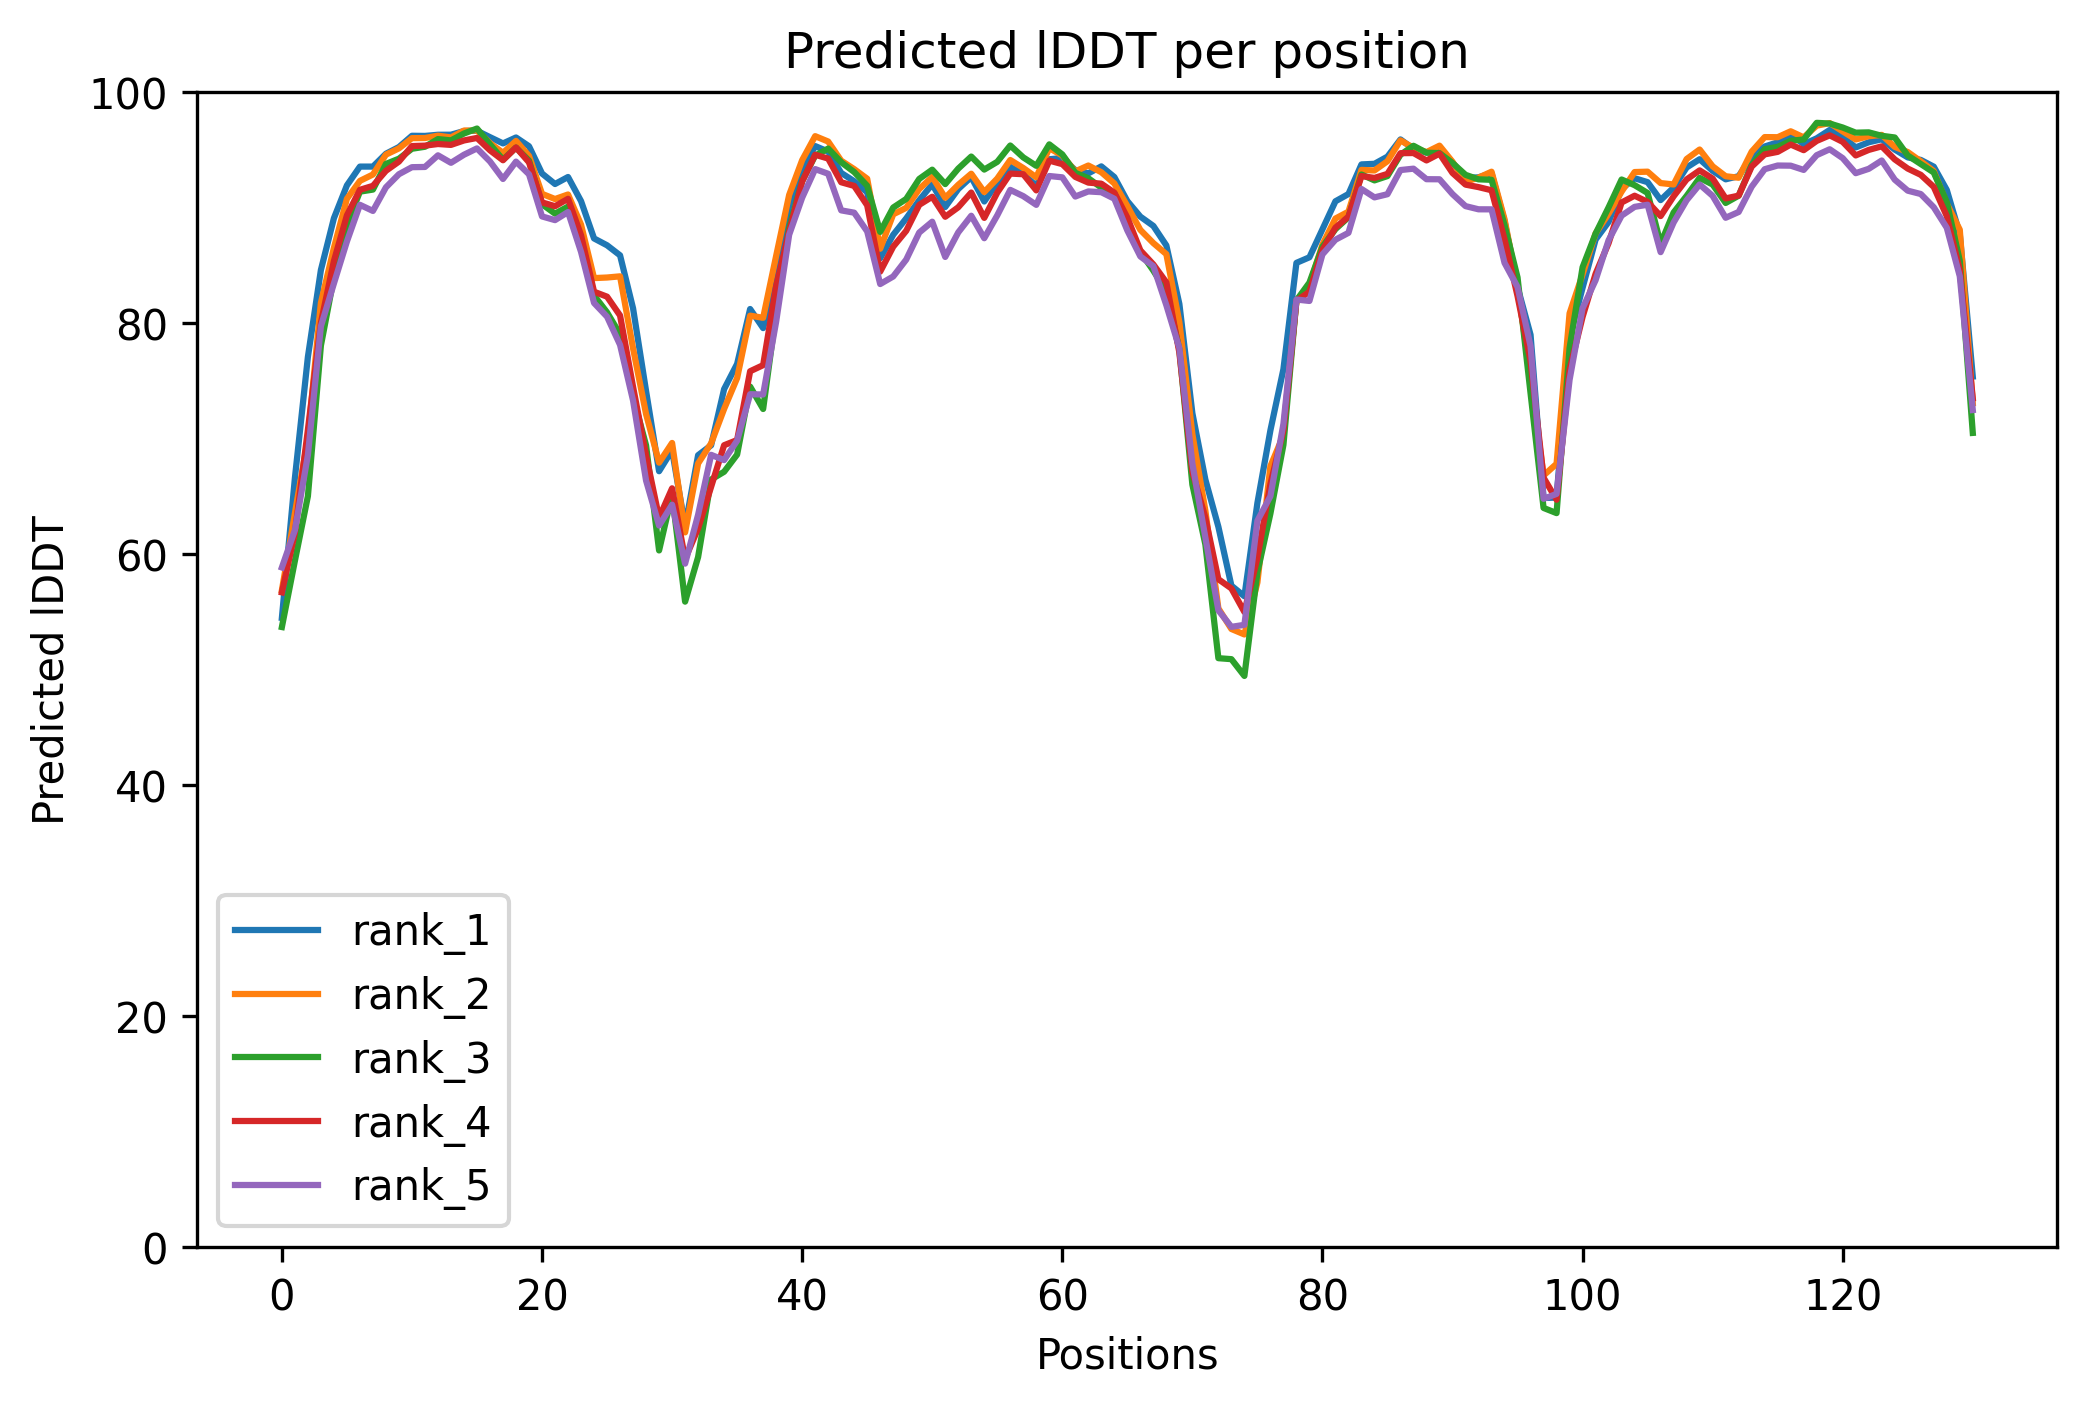 Predicted lDDT per position
100
80
60
40
20
0
Predicted lDDT
rank_1
rank_2
rank_3
rank_4
rank_5
0 20 40 60 80 100 120
Positions